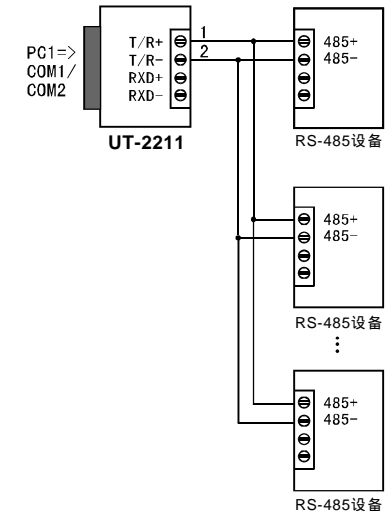 PC1=>
COM1/
COM2
T/R+
T/R-
RXD+
RXD-
1
2
UT-2211
485+
485-
RS-485设备
485+
485-
RS-485设备
485+
485-
RS-485设备